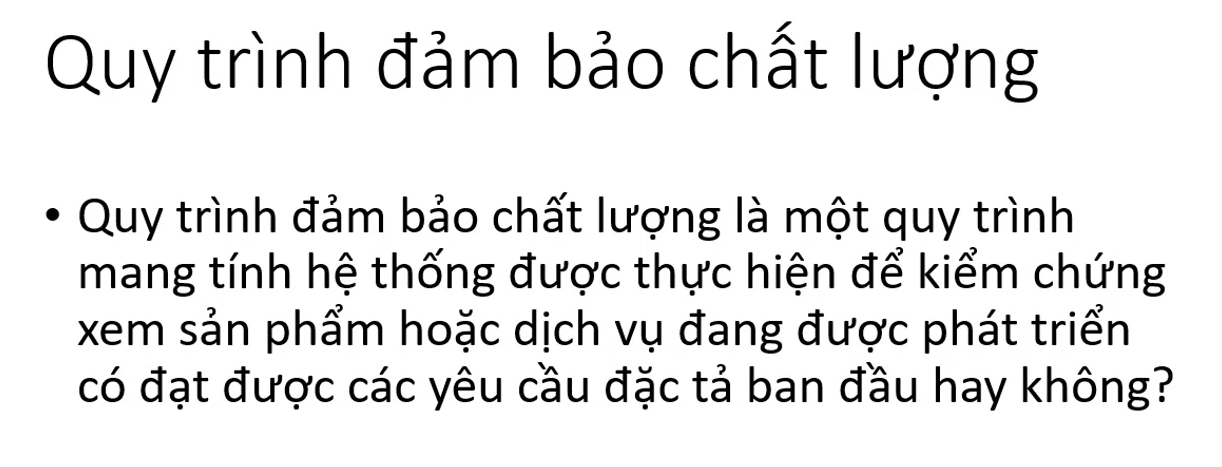 Quy trình đảm bảo chất lượng
• Quy trình đảm bảo chất lượng là một quy trình
mang tính hệ thống được thực hiện để kiểm chứng
xem sản phẩm hoặc dịch vụ đang được phát triển
có đạt được các yêu cầu đặc tả ban đầu hay không?